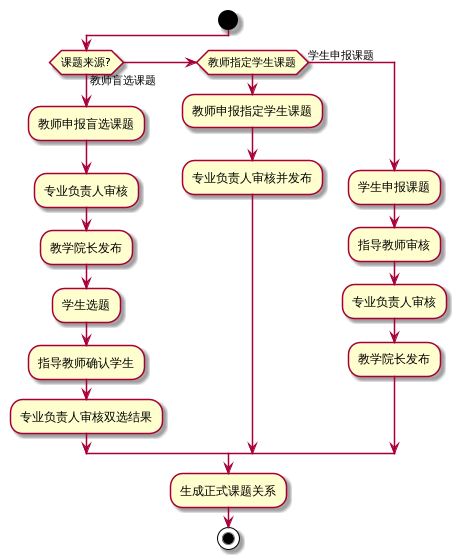 课题来源?
教师盲选课题
教师申报盲选课题
专业负责人审核
教学院长发布
学生选题
指导教师确认学生
专业负责人审核双选结果
教师指定学生课题
教师申报指定学生课题
专业负责人审核并发布
学生申报课题
学生申报课题
指导教师审核
专业负责人审核
教学院长发布
生成正式课题关系